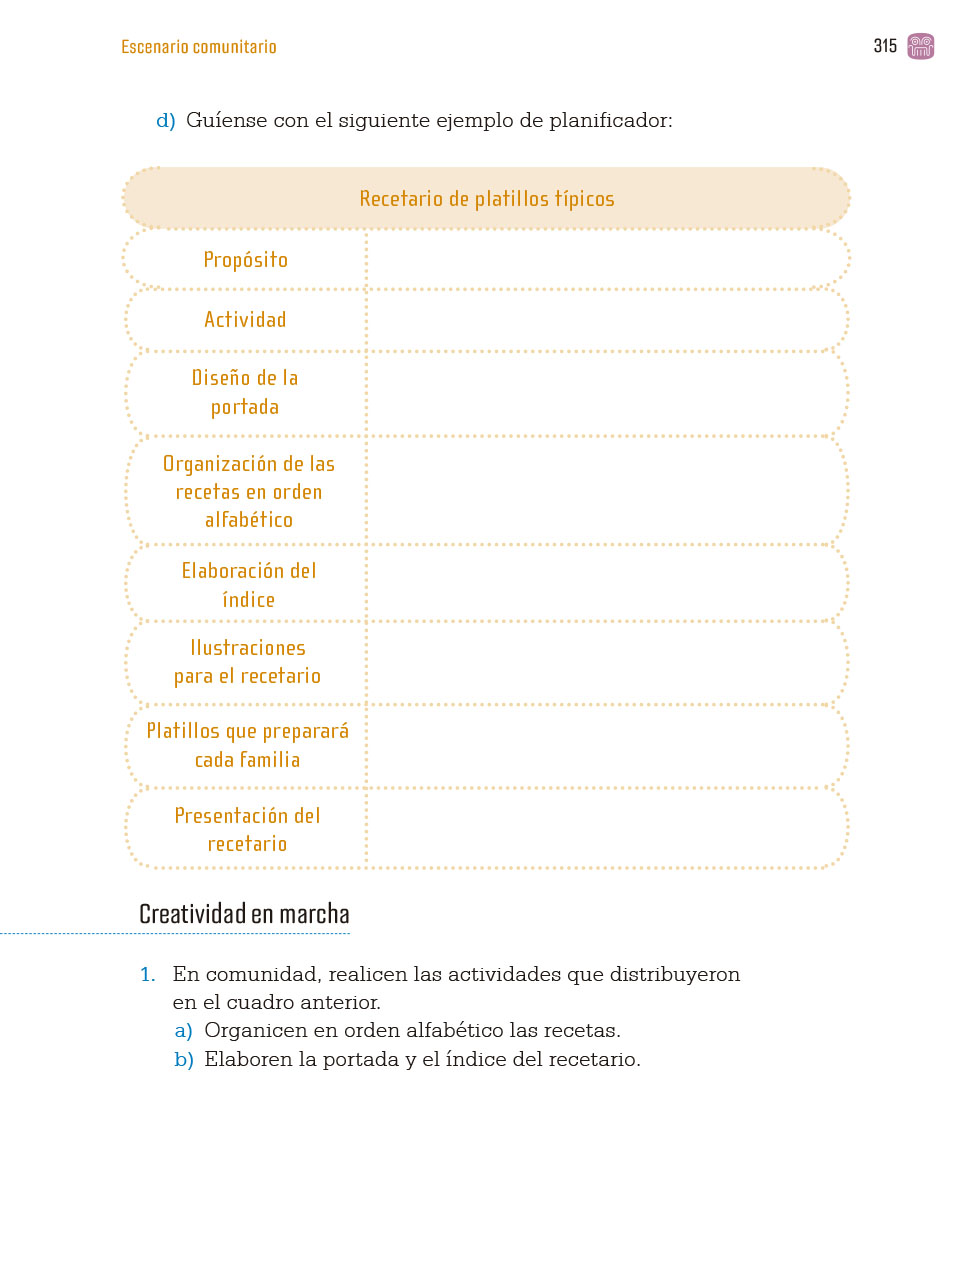 Escenario comunitario
315
d) Guíense con el siguiente ejemplo de planificador:
Recetario de platillos típicos
Propósito
Actividad
Diseño de la
portada
Organización de las
recetas en orden
alfabético
Elaboración del
índice
Ilustraciones
para el recetario
Platillos que preparará
cada familia
Presentación del
recetario
Creatividad en marcha
1. En comunidad, realicen las actividades que distribuyeron
en el cuadro anterior.
a) Organicen en orden alfabético las recetas.
b) Elaboren la portada y el índice del recetario.